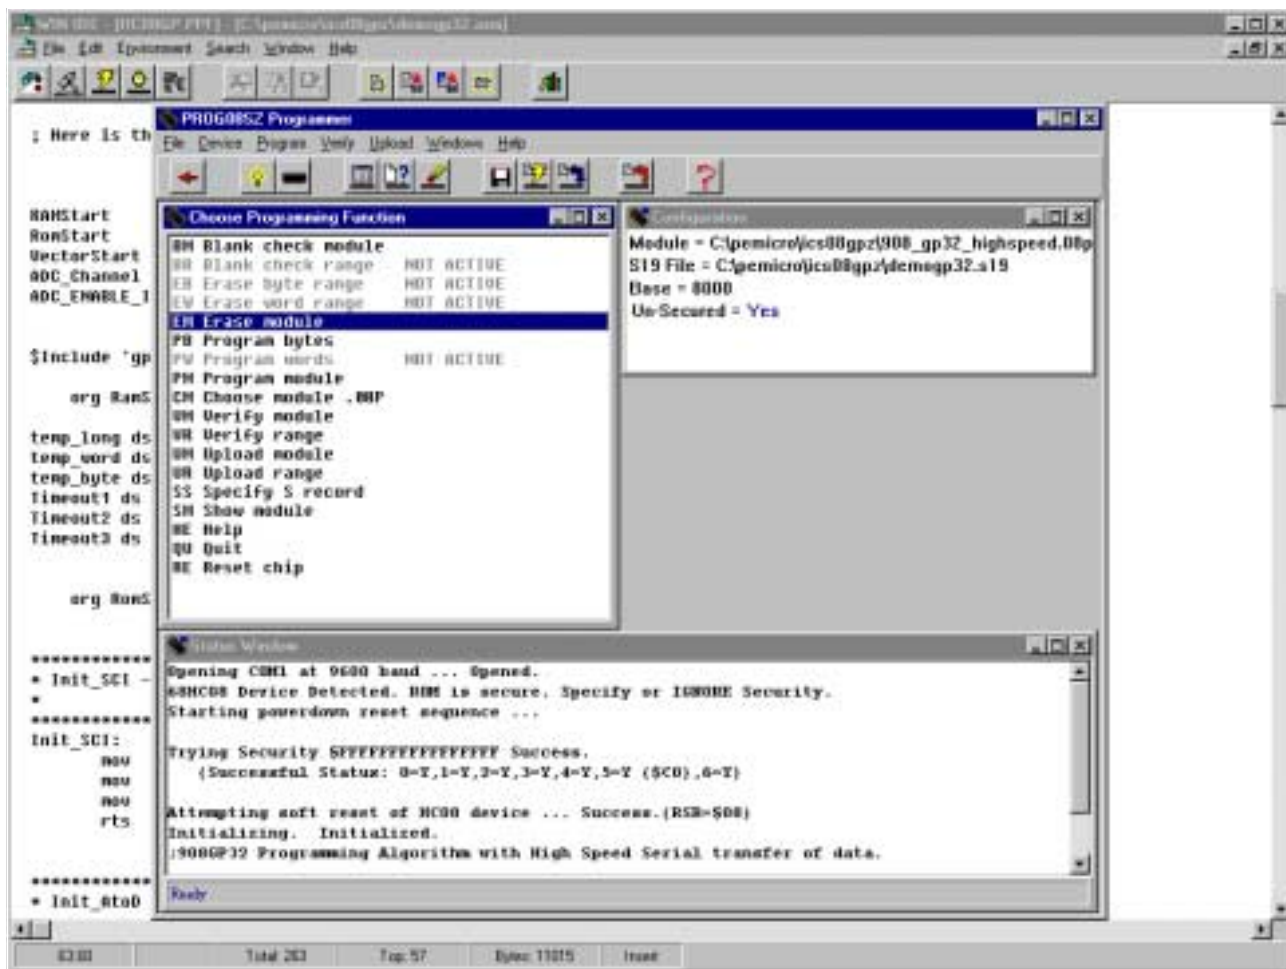 WIN IDE - [C:\pemicro\ics08gpz\demogp32.asm]
File Edit Environment Search Window Help
; Here is th
RAMStart
RomStart
VectorStart
ADC_Channel
ADC_ENABLE_I
$Include 'gp
org RamS
temp_long ds
temp_word ds
temp_byte ds
Timeout1 ds
Timeout2 ds
Timeout3 ds
org RomS
*************
* Init_SCI -
*
*************
Init_SCI:
mov
mov
mov
rts
*************
* Init_AtoD
PROG08SZ Programmer
File Device Program Verify Upload Windows Help
Choose Programming Function
BM Blank check module
BR Blank check range NOT ACTIVE
EB Erase byte range NOT ACTIVE
EW Erase word range NOT ACTIVE
EM Erase module
PB Program bytes
PW Program words NOT ACTIVE
PM Program module
CM Choose module .08P
VM Verify module
VR Verify range
UM Upload module
UR Upload range
SS Specify S record
SM Show module
HE Help
QU Quit
RE Reset chip
Configuration
Module = C:\pemicro\ics08gpz\908_gp32_highspeed.08p
S19 File = C:\pemicro\ics08gpz\demogp32.s19
Base = 8000
Un-Secured = Yes
Status Window
Opening COM1 at 9600 baud ... Opened.
68HC08 Device Detected. ROM is secure. Specify or IGNORE Security.
Starting powerdown reset sequence ...
Trying Security $FFFFFFFFFFFFFFFF Success.
(Successful Status: 0=Y,1=Y,2=Y,3=Y,4=Y,5=Y ($C0),6=Y)
Attempting soft reset of HC08 device ... Success.(RSR=$08)
Initializing. Initialized.
;908GP32 Programming Algorithm with High Speed Serial transfer of data.
Ready
Total: 263
Top: 57
Bytes: 11015
Insert